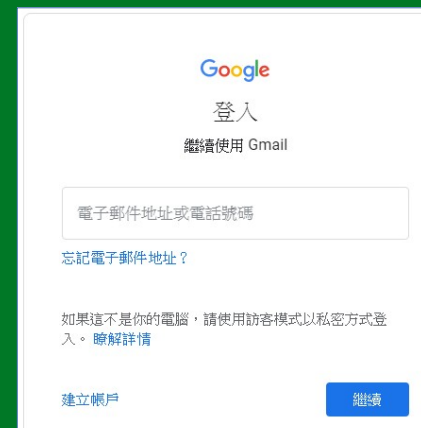 Google
登入
繼續使用 Gmail
電子郵件地址或電話號碼
忘記電子郵件地址？
如果這不是你的電腦，請使用訪客模式以私密方式登
入。瞭解詳情
建立帳戶
繼續